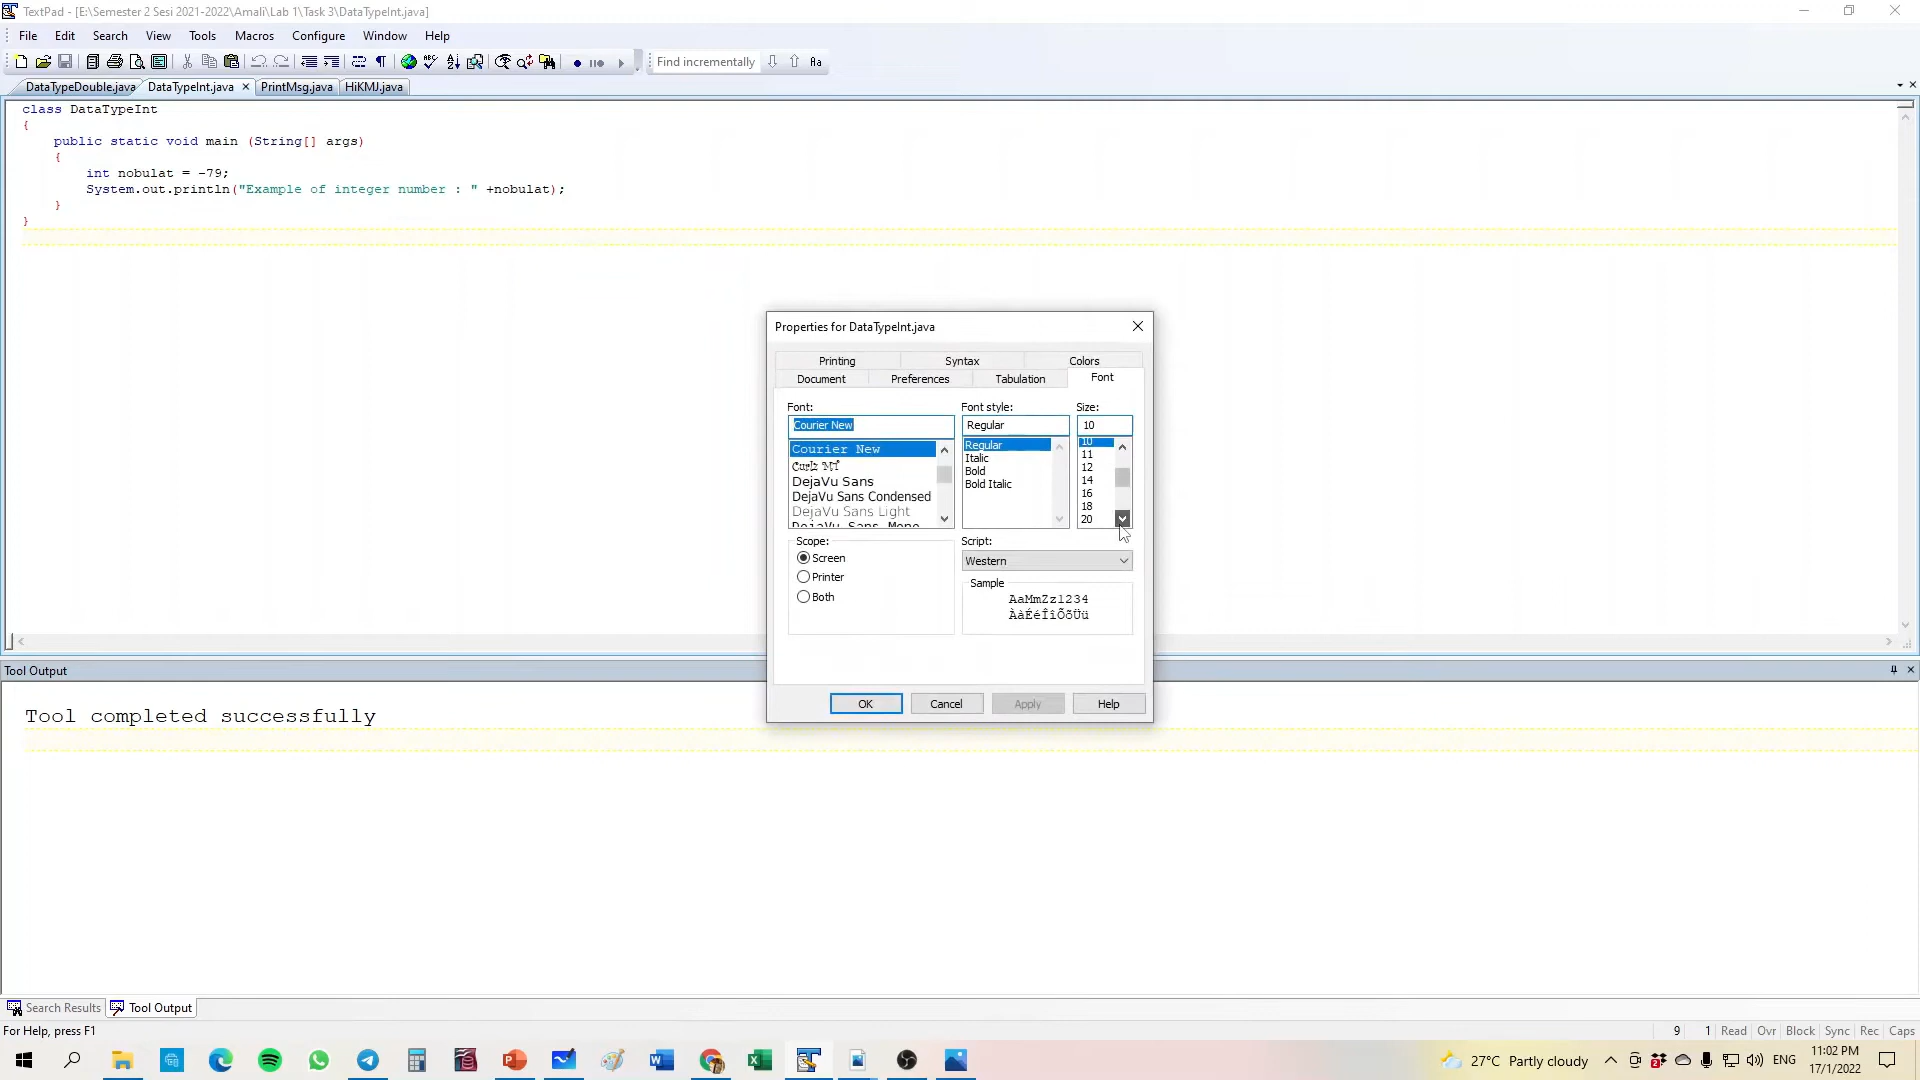 TextPad - [E:\Semester 2 Sesi 2021-2022\Amali\Lab 1\Task 3\DataTypeInt.java]
File Edit Search View Tools Macros Configure Window Help
Find incrementally
DataTypeDouble.java DataTypeInt.java PrintMsg.java HiKMJ.java
class DataTypeInt
{
public static void main (String[] args)
{
int nobulat = -79;
System.out.println("Example of integer number : " +nobulat);
}
}
Properties for DataTypeInt.java
Printing Syntax Colors
Document Preferences Tabulation Font
Font: Font style: Size:
Courier New Regular 10
Courier New Regular 10
Curlz MT Italic 11
DejaVu Sans Bold 12
DejaVu Sans Condensed Bold Italic 14
DejaVu Sans Light 16
DejaVu Sans Mono 18
20
Scope: Script:
Screen Western
Printer Sample
Both AaMmZz1234
ÀàÉéÎîÕõÜü
OK Cancel Apply Help
Tool Output
Tool completed successfully
Search Results Tool Output
For Help, press F1 9 1 Read Ovr Block Sync Rec Caps
27°C Partly cloudy ENG 11:02 PM
17/1/2022